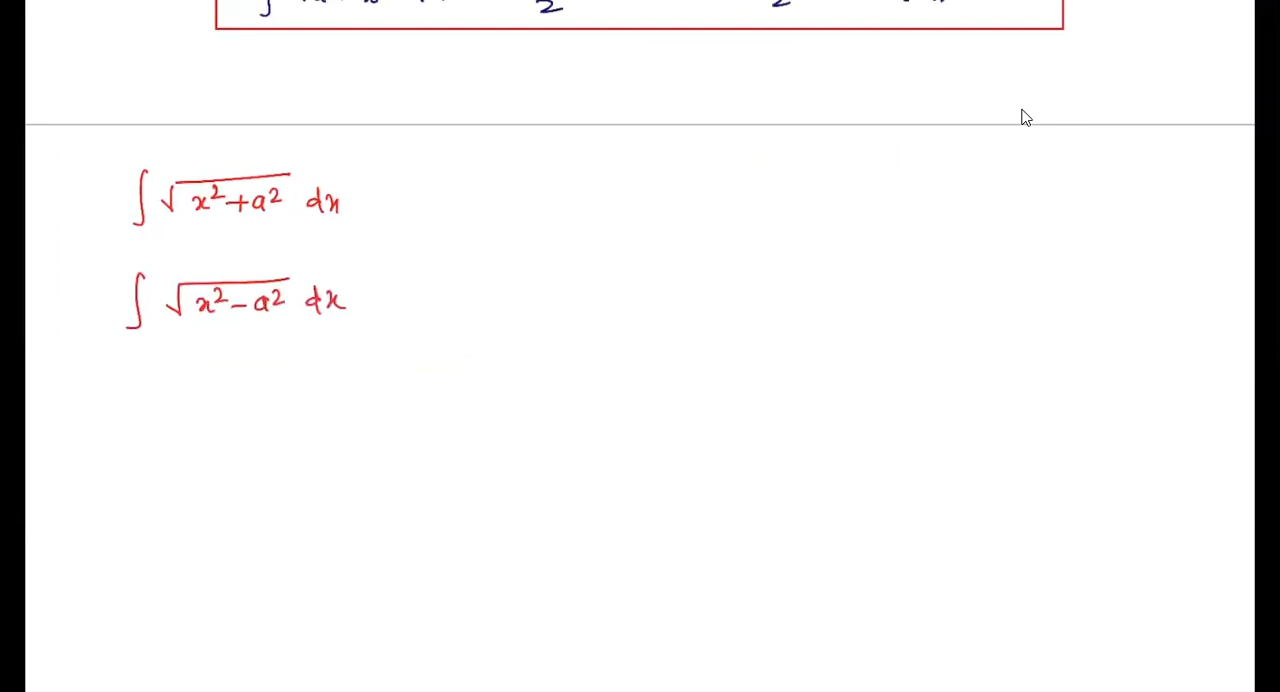 ∫ √(x²+a²) dx
∫ √(x²-a²) dx